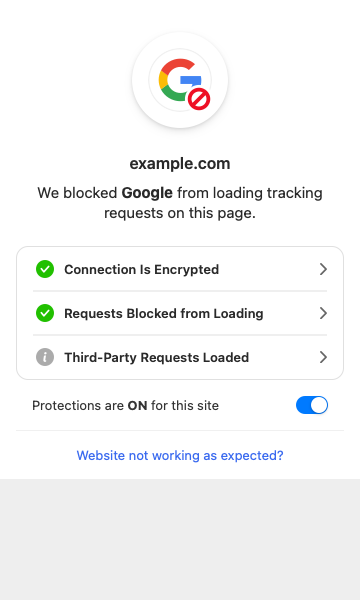 example.com
We blocked Google from loading tracking
requests on this page.
Connection Is Encrypted
Requests Blocked from Loading
Third-Party Requests Loaded
Protections are ON for this site
Website not working as expected?